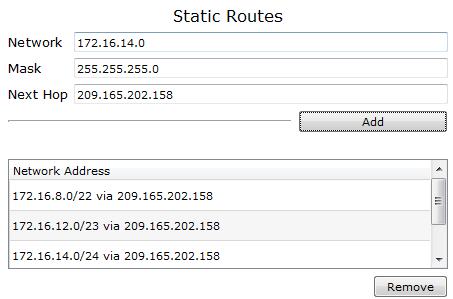 Static Routes
Network 172.16.14.0
Mask 255.255.255.0
Next Hop 209.165.202.158
Add
Network Address
172.16.8.0/22 via 209.165.202.158
172.16.12.0/23 via 209.165.202.158
172.16.14.0/24 via 209.165.202.158
Remove